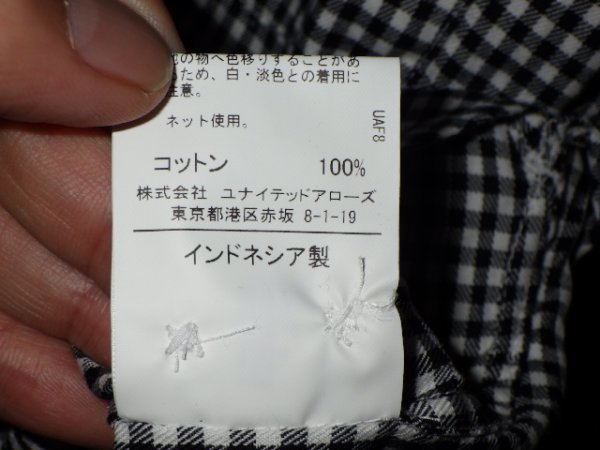 の物へ色移りすることがあ
ため、白・淡色との着用に
注意。
ネット使用。
UAF8
コットン 100%
株式会社 ユナイテッドアローズ
東京都港区赤坂 8-1-19
インドネシア製